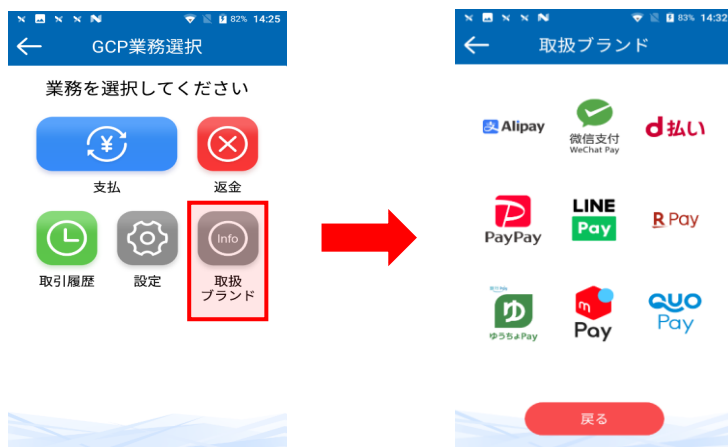 82% 14:25
GCP業務選択
業務を選択してください
支払
返金
Info
取引履歴
設定
取扱
ブランド
83% 14:32
取扱ブランド
Alipay
微信支付
WeChat Pay
d払い
PayPay
LINE
Pay
R Pay
ゆ
ゆうちょPay
m
Pay
QUO
Pay
戻る